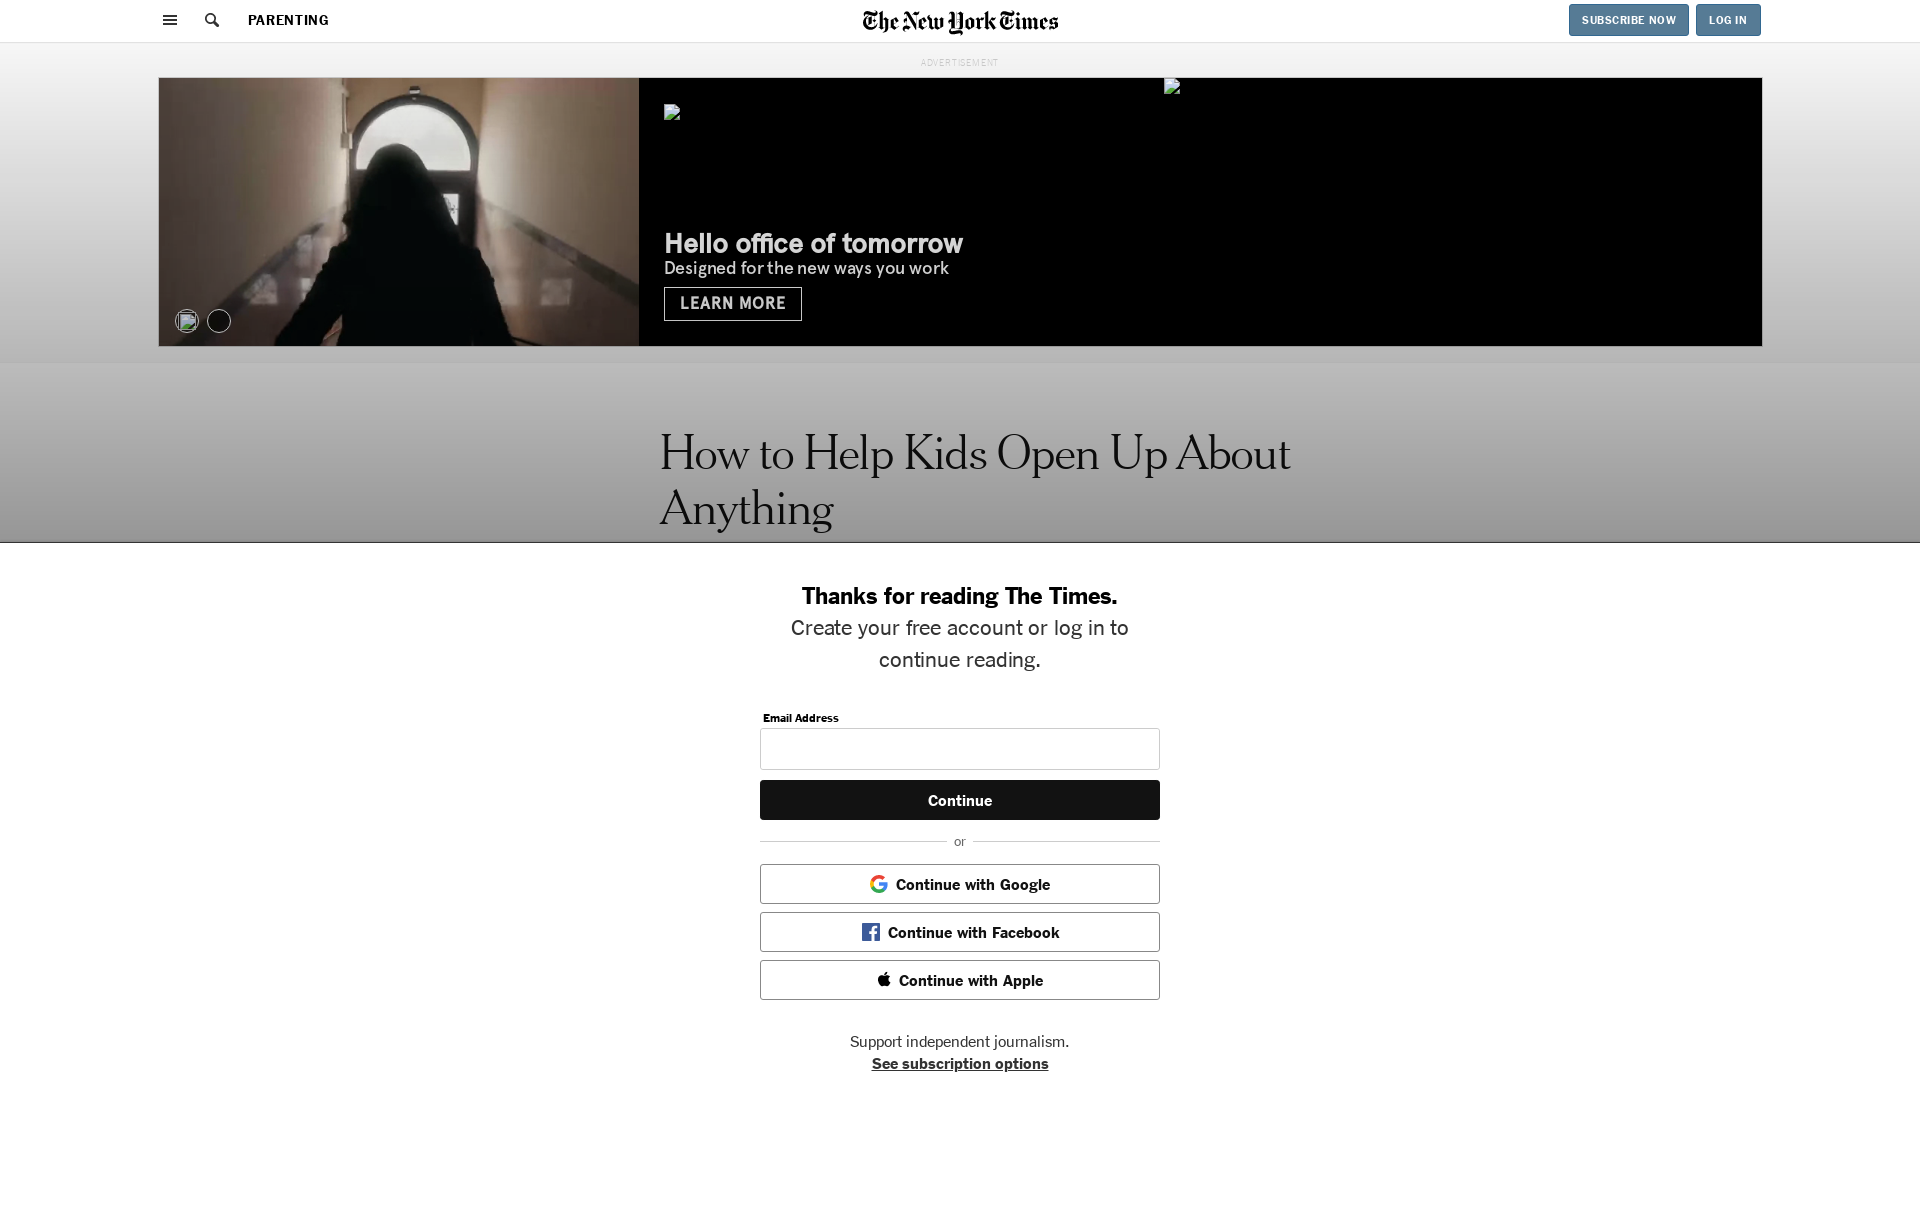 PARENTING
The New York Times
SUBSCRIBE NOW
LOG IN
ADVERTISEMENT
Hello office of tomorrow
Designed for the new ways you work
LEARN MORE
How to Help Kids Open Up About
Anything
Thanks for reading The Times.
Create your free account or log in to
continue reading.
Email Address
Continue
or
Continue with Google
Continue with Facebook
Continue with Apple
Support independent journalism.
See subscription options